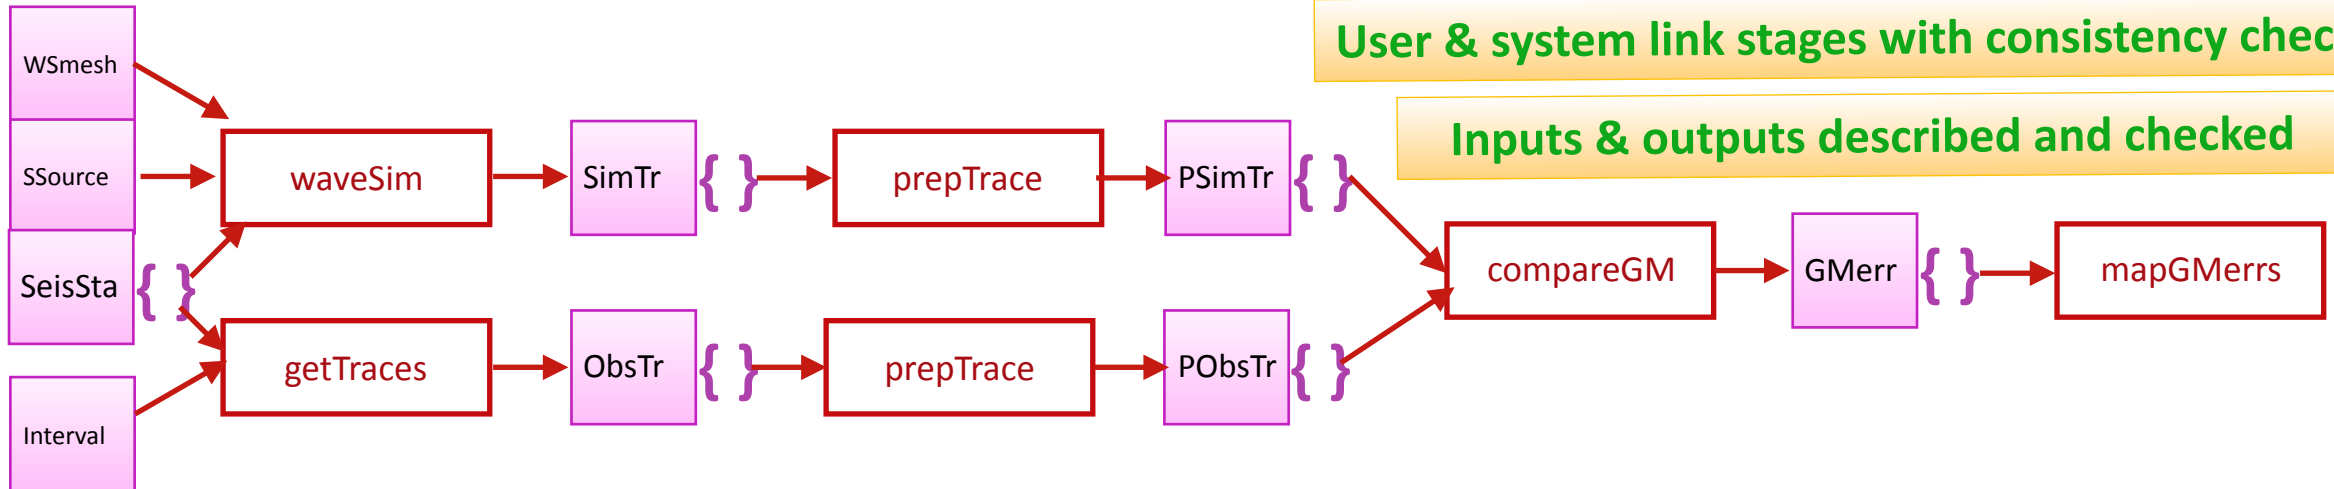 User & system link stages with consistency chec
Inputs & outputs described and checked
WSmesh
SSource
SeisSta { }
Interval
waveSim
getTraces
SimTr { }
ObsTr { }
prepTrace
prepTrace
PSimTr { }
PObsTr { }
compareGM
GMerr { }
mapGMerrs